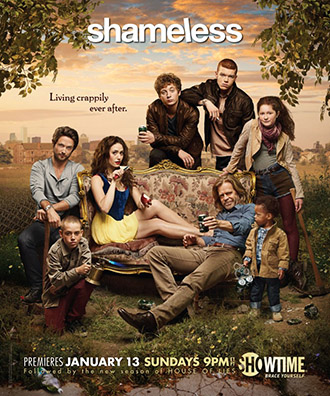 shameless
Living crappily
ever after.
PREMIERES JANUARY 13 SUNDAYS 9PM ET/PT
Followed by the new season of HOUSE OF LIES
SHOWTIME
BRACE YOURSELF.